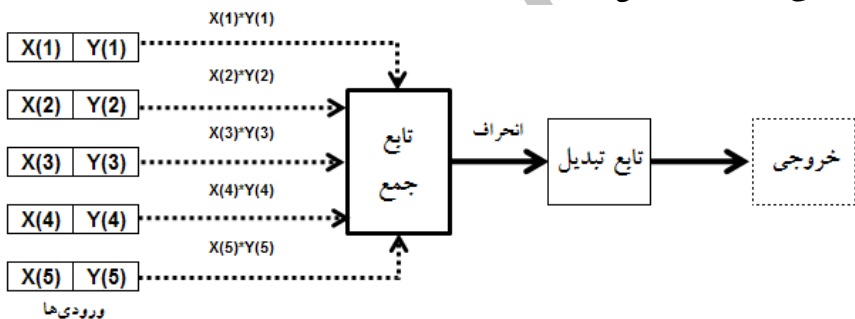 X(1)*Y(1)
X(1) Y(1)
X(2)*Y(2)
X(2) Y(2)
X(3)*Y(3)
X(3) Y(3)
X(4)*Y(4)
X(4) Y(4)
X(5)*Y(5)
X(5) Y(5)
ورودی‌ها
تابع
جمع
انحراف
تابع تبدیل
خروجی